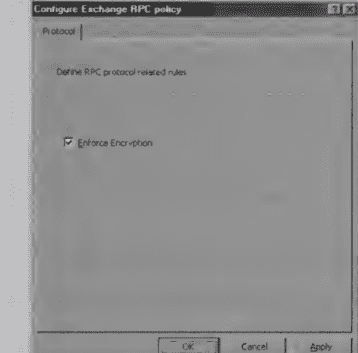 Configure Exchange RPC policy
Protocol
Define RPC protocol related rules
Enforce Encryption
OK
Cancel
Apply